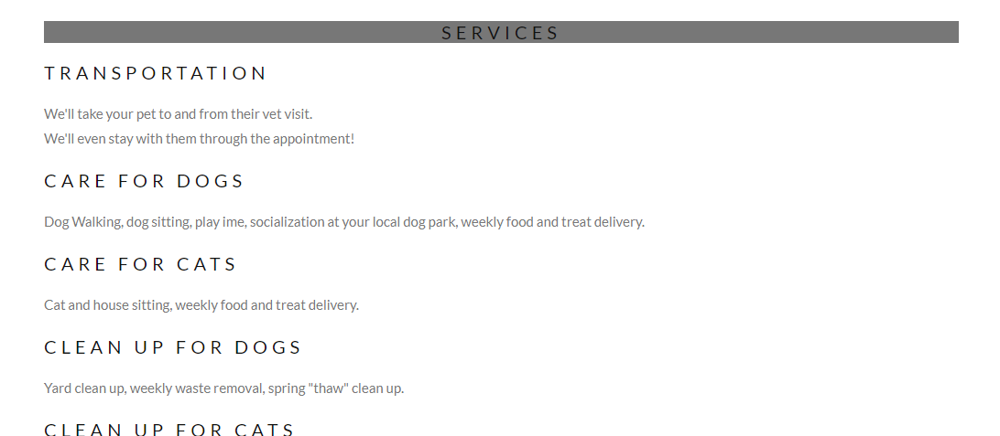 SERVICES
TRANSPORTATION
We'll take your pet to and from their vet visit.
We'll even stay with them through the appointment!
CARE FOR DOGS
Dog Walking, dog sitting, play ime, socialization at your local dog park, weekly food and treat delivery.
CARE FOR CATS
Cat and house sitting, weekly food and treat delivery.
CLEAN UP FOR DOGS
Yard clean up, weekly waste removal, spring "thaw" clean up.
CLEAN UP FOR CATS